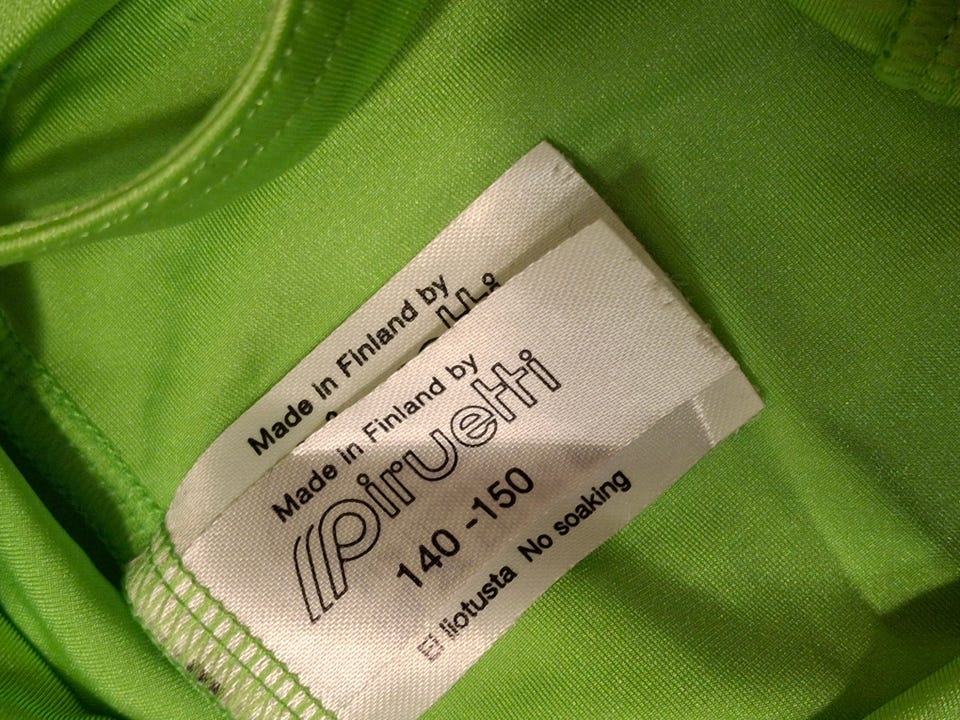 Made in Finland by
Made in Finland by
Piruetti
140-150
Ei liotusta No soaking